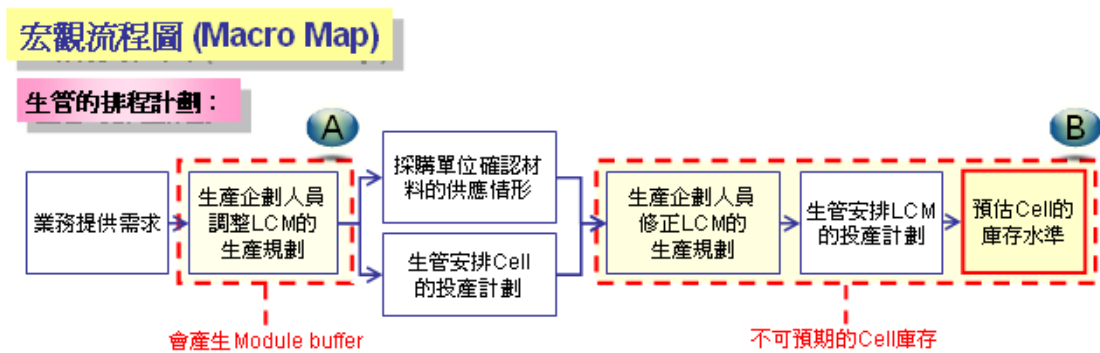 宏觀流程圖 (Macro Map)
生管的排程計劃：
A
B
業務提供需求
生產企劃人員
調整LCM的
生產規劃
採購單位確認材
料的供應情形
生管安排Cell
的投產計劃
生產企劃人員
修正LCM的
生產規劃
生管安排LCM
的投產計劃
預估Cell的
庫存水準
會產生Module buffer
不可預期的Cell庫存